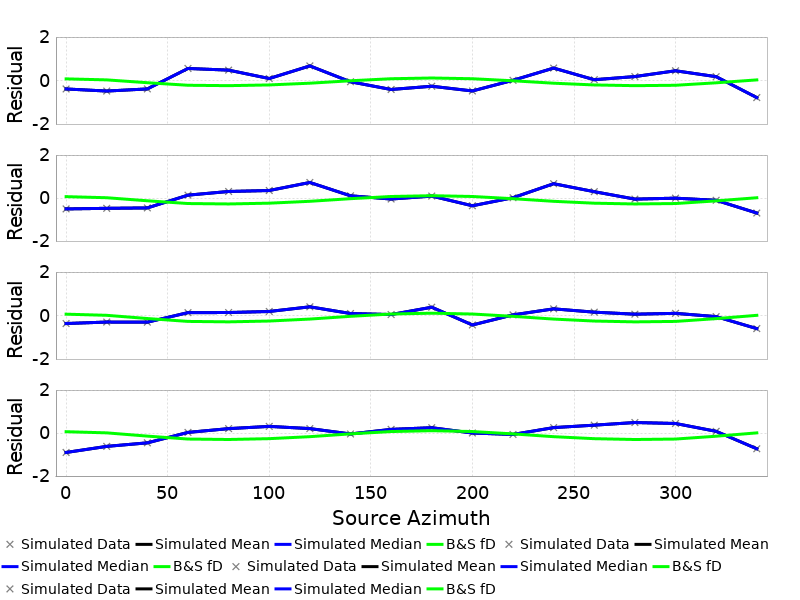 2
0
-2
Residual
2
0
-2
Residual
2
0
-2
Residual
2
0
-2
Residual
0 50 100 150 200 250 300
Source Azimuth
× Simulated Data Simulated Mean Simulated Median B&S fD × Simulated Data Simulated Mean
Simulated Median B&S fD × Simulated Data Simulated Mean Simulated Median B&S fD
× Simulated Data Simulated Mean Simulated Median B&S fD